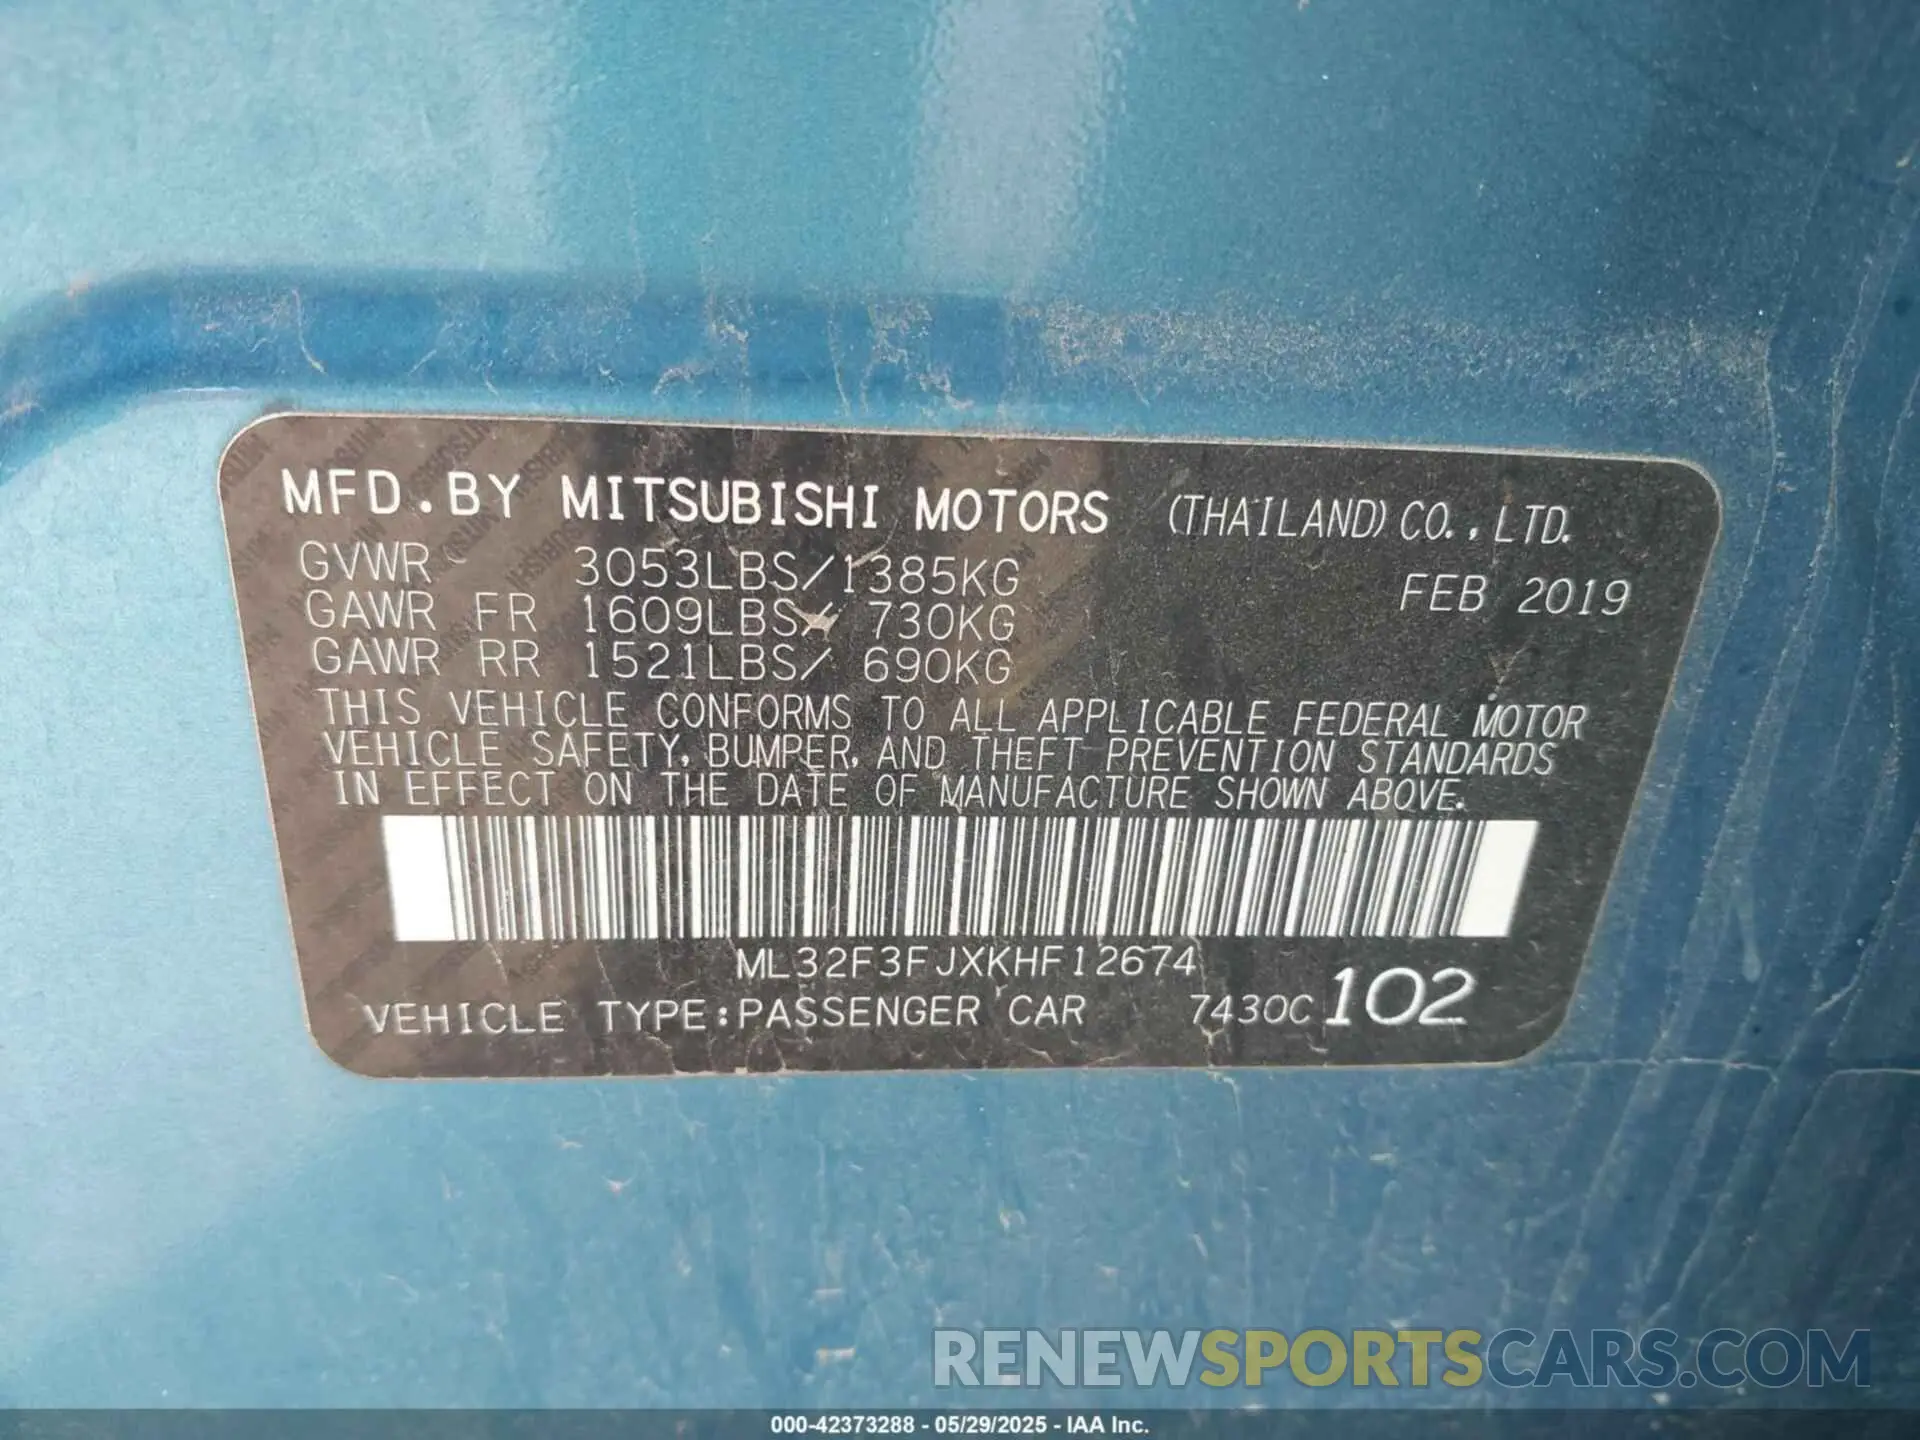 MFD.BY MITSUBISHI MOTORS (THAILAND) CO.,LTD.
GVWR 3053LBS/1385KG FEB 2019
GAWR FR 1609LBS/ 730KG
GAWR RR 1521LBS/ 690KG
THIS VEHICLE CONFORMS TO ALL APPLICABLE FEDERAL MOTOR
VEHICLE SAFETY, BUMPER, AND THEFT PREVENTION STANDARDS
IN EFFECT ON THE DATE OF MANUFACTURE SHOWN ABOVE.
ML32F3FJXKHF12674
VEHICLE TYPE:PASSENGER CAR 7430C 102
RENEWSPORTSCARS.COM
000-42373288 - 05/29/2025 - IAA Inc.